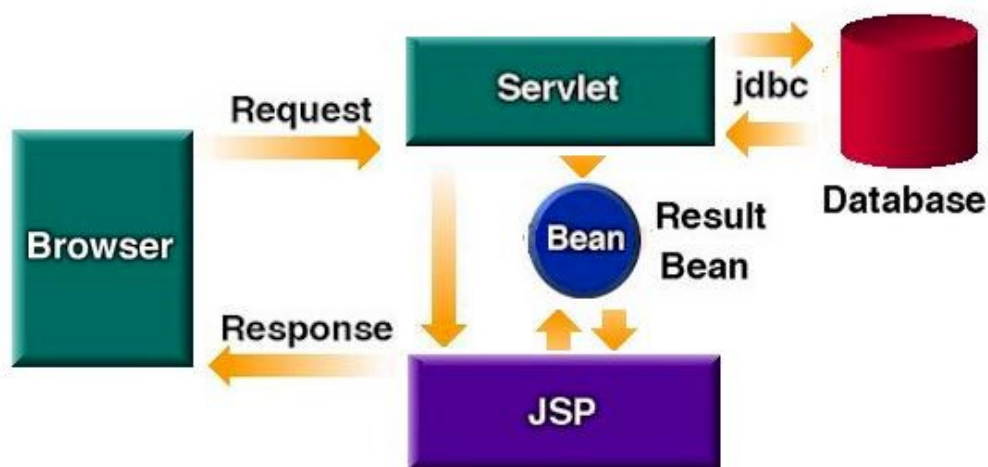 Servlet
jdbc
Request
Database
Browser
Bean
Result
Bean
Response
JSP